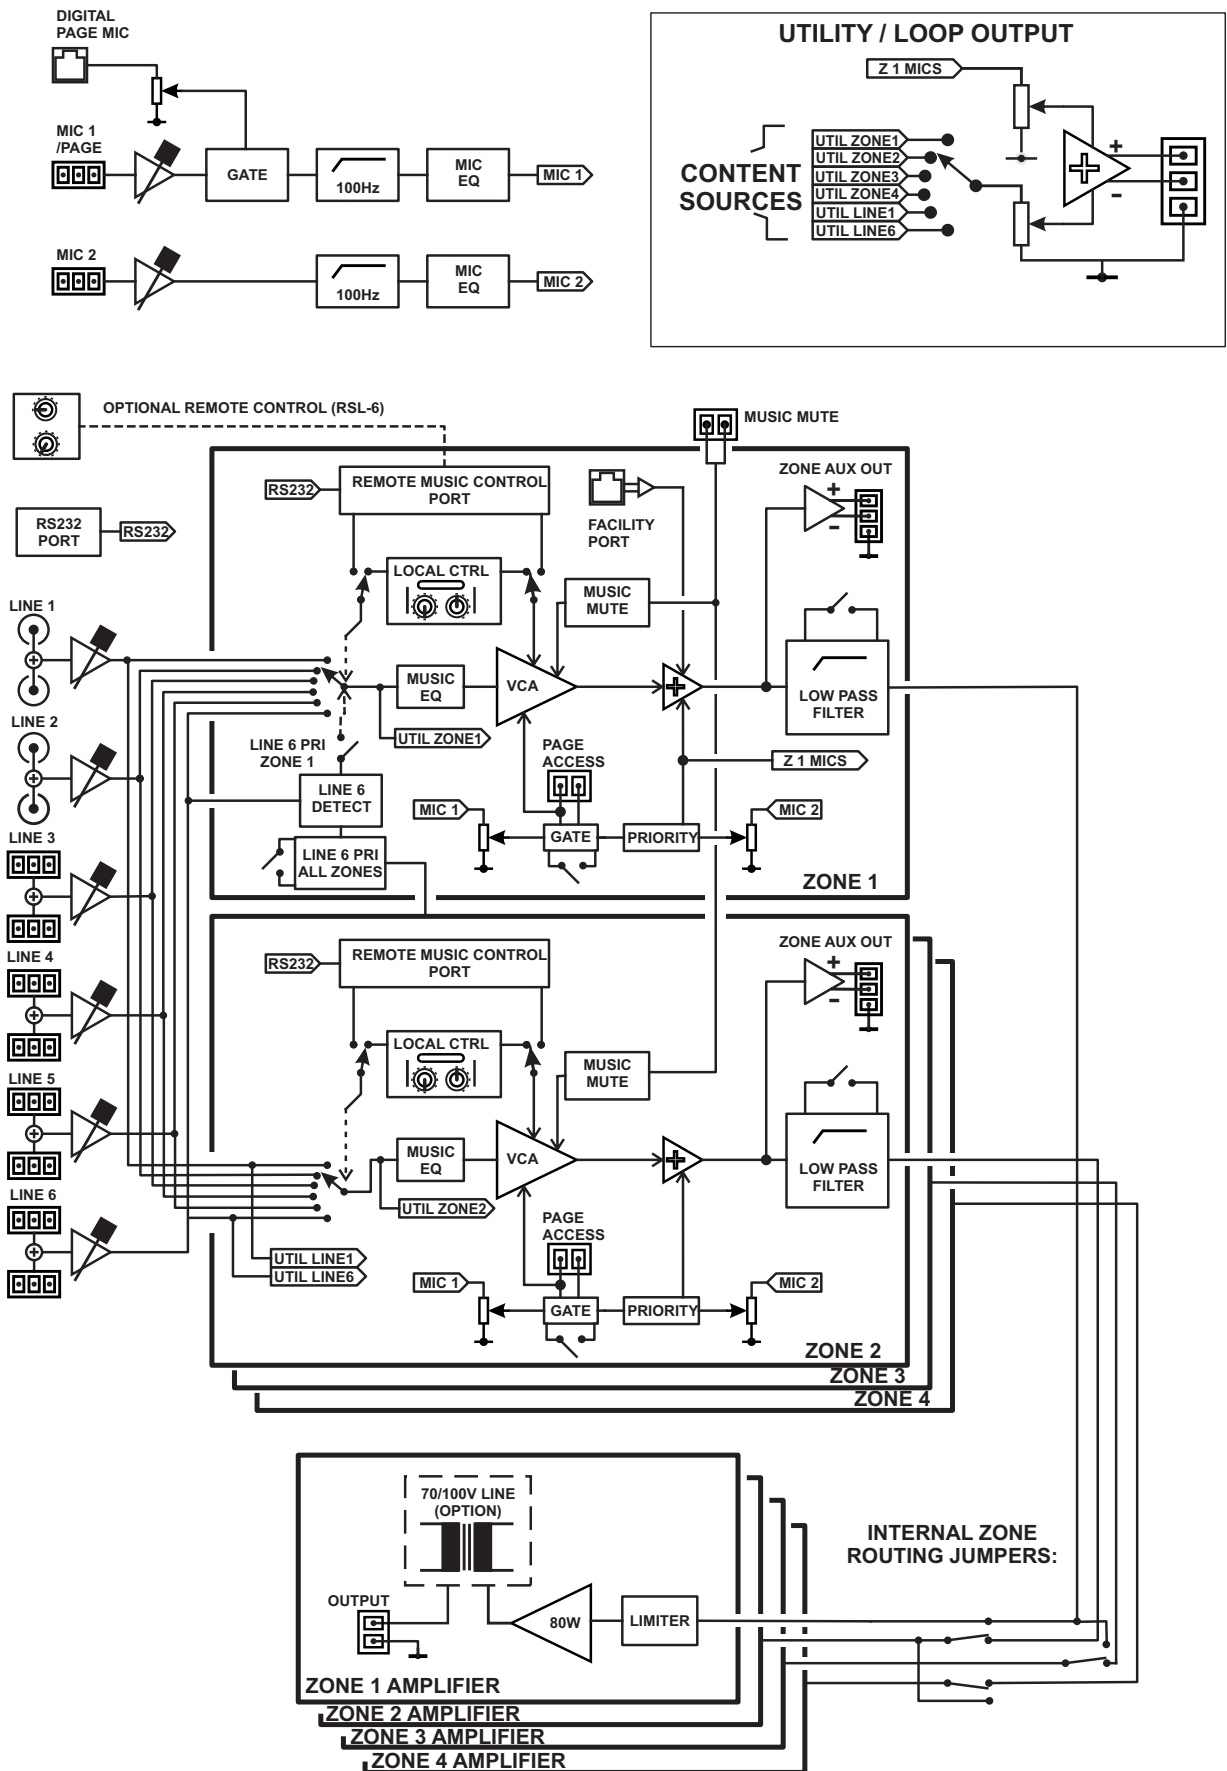 DIGITAL
PAGE MIC
MIC 1
/PAGE
GATE
100Hz
MIC
EQ
MIC 1
MIC 2
100Hz
MIC
EQ
MIC 2
UTILITY / LOOP OUTPUT
Z 1 MICS
CONTENT
SOURCES
UTIL ZONE1
UTIL ZONE2
UTIL ZONE3
UTIL ZONE4
UTIL LINE1
UTIL LINE6
+
−
OPTIONAL REMOTE CONTROL (RSL-6)
MUSIC MUTE
RS232
PORT
RS232
RS232
REMOTE MUSIC CONTROL
PORT
FACILITY
PORT
ZONE AUX OUT
+
−
LOCAL CTRL
MUSIC
MUTE
LINE 1
LINE 2
LINE 3
LINE 4
LINE 5
LINE 6
MUSIC
EQ
VCA
LOW PASS
FILTER
UTIL ZONE1
LINE 6 PRI
ZONE 1
PAGE
ACCESS
Z 1 MICS
LINE 6
DETECT
MIC 1
GATE
PRIORITY
MIC 2
LINE 6 PRI
ALL ZONES
ZONE 1
RS232
REMOTE MUSIC CONTROL
PORT
ZONE AUX OUT
+
−
LOCAL CTRL
MUSIC
MUTE
MUSIC
EQ
VCA
LOW PASS
FILTER
UTIL ZONE2
PAGE
ACCESS
UTIL LINE1
UTIL LINE6
MIC 1
GATE
PRIORITY
MIC 2
ZONE 2
ZONE 3
ZONE 4
70/100V LINE
(OPTION)
OUTPUT
80W
LIMITER
INTERNAL ZONE
ROUTING JUMPERS:
ZONE 1 AMPLIFIER
ZONE 2 AMPLIFIER
ZONE 3 AMPLIFIER
ZONE 4 AMPLIFIER